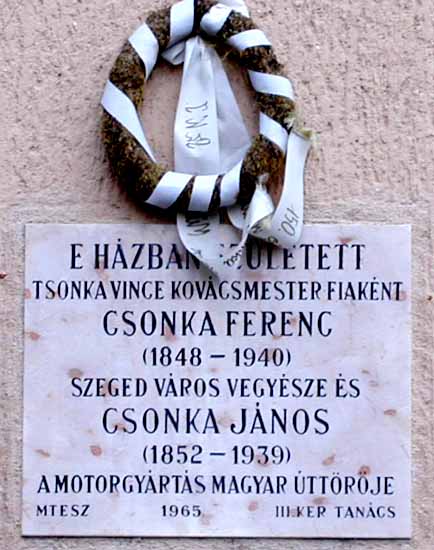 E HÁZBAN SZÜLETETT
TSONKA VINCE KOVÁCSMESTER FIAKÉNT
CSONKA FERENC
(1848 – 1940)
SZEGED VÁROS VEGYÉSZE ÉS
CSONKA JÁNOS
(1852 – 1939)
A MOTORGYÁRTÁS MAGYAR ÚTTÖRŐJE
MTESZ 1965 III.KER TANÁCS
150.